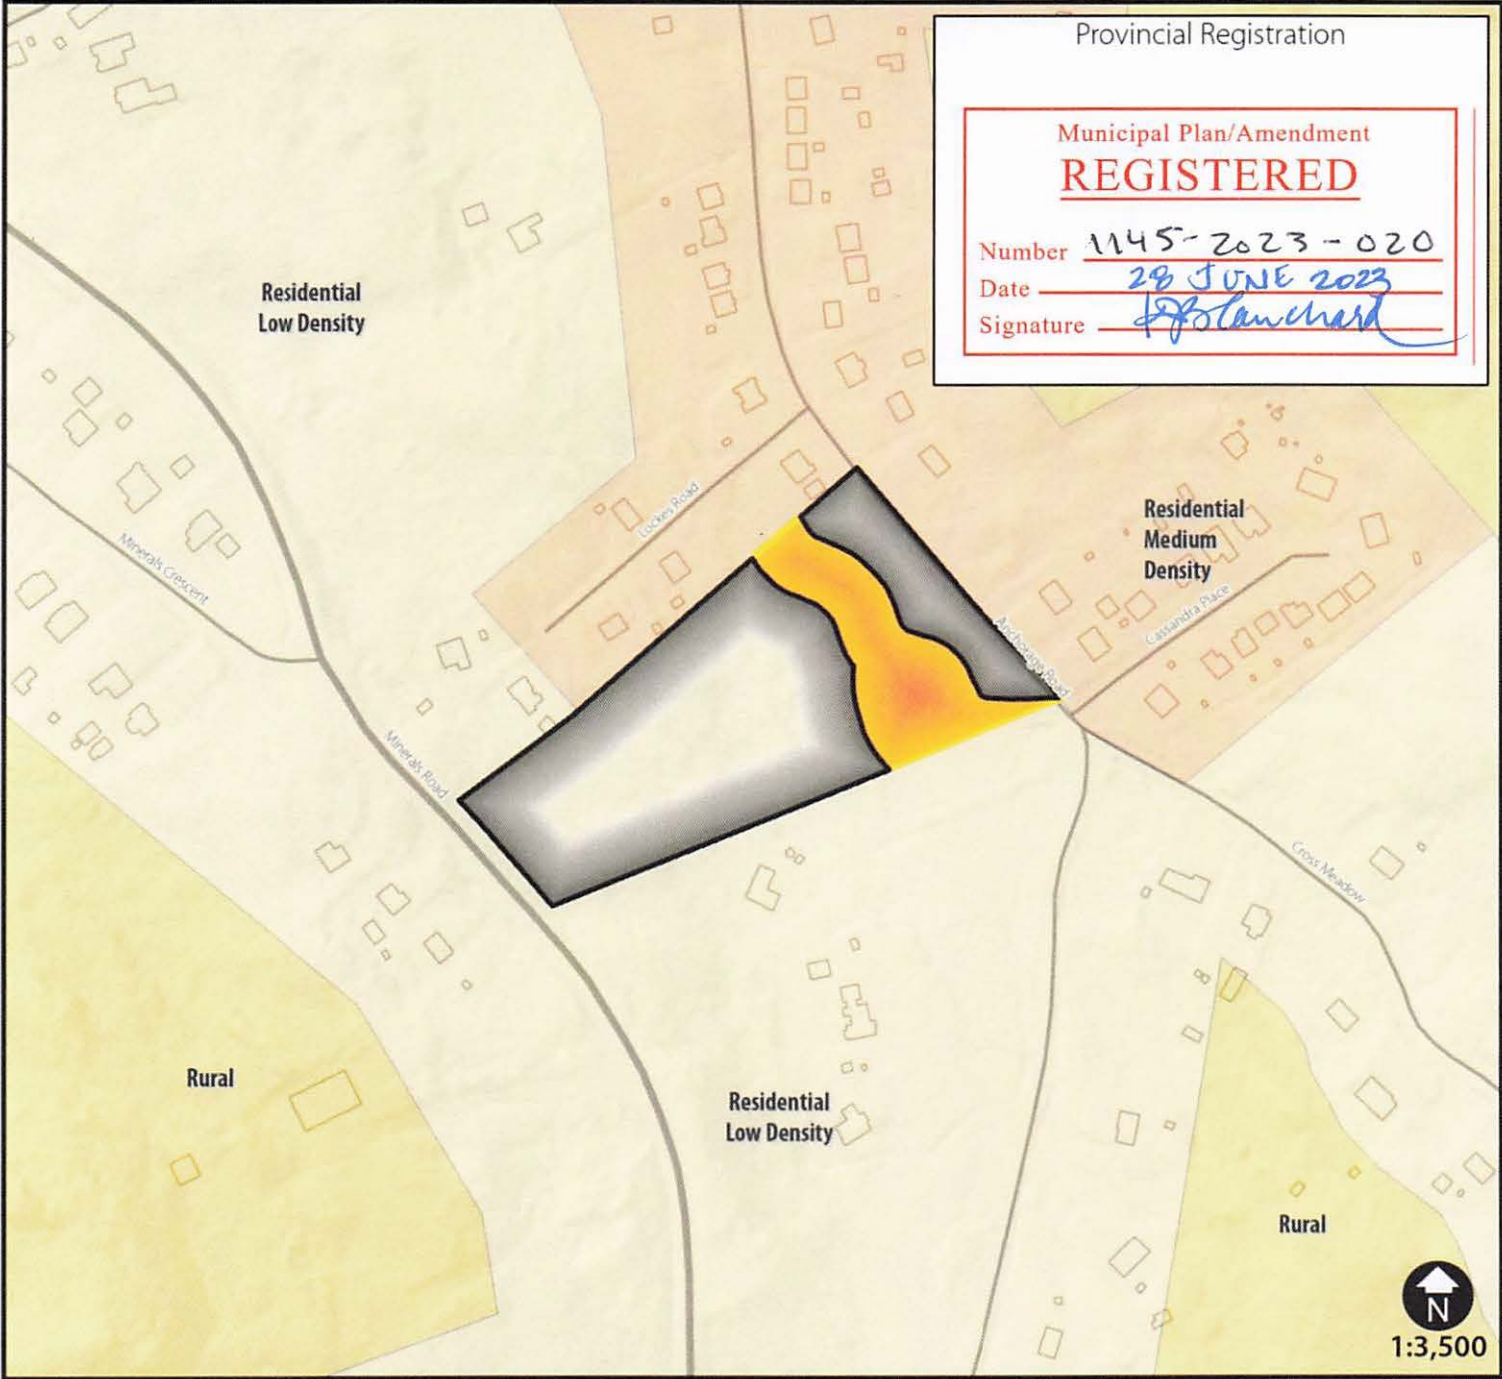 Provincial Registration
Municipal Plan/Amendment
REGISTERED
Number 1145-2023-020
Date 28 JUNE 2023
Signature
Residential
Low Density
Lockes Road
Residential
Medium
Density
Minerals Crescent
Cassandra Place
Anchorage Road
Minerals Road
Cross Meadow
Rural
Residential
Low Density
Rural
N
1:3,500